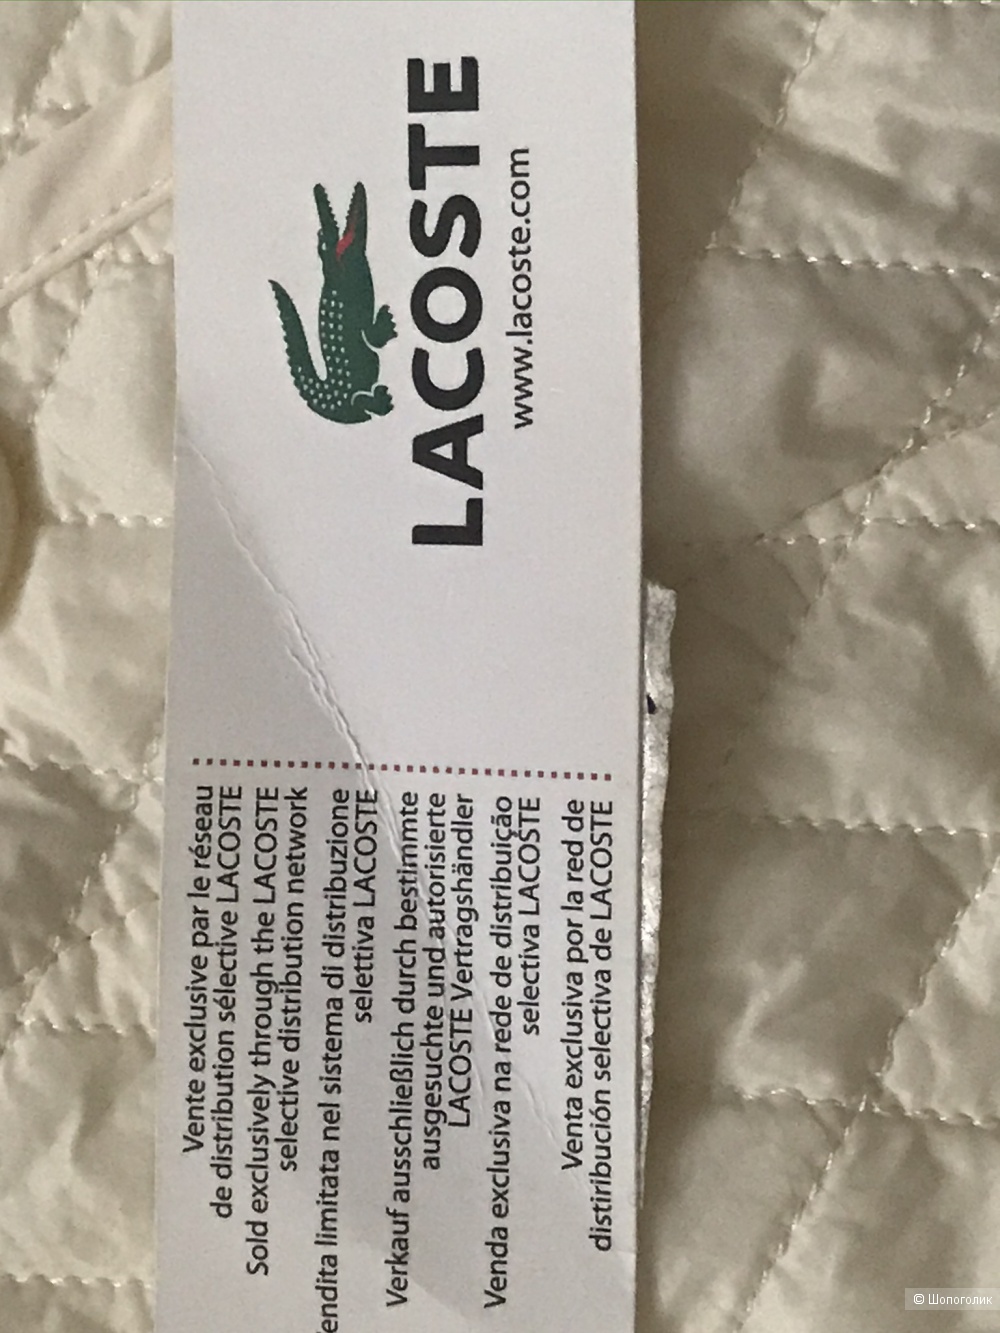 Vente exclusive par le réseau
de distribution sélective LACOSTE
Sold exclusively through the LACOSTE
selective distribution network
endita limitata nel sistema di distribuzione
selettiva LACOSTE
Verkauf ausschließlich durch bestimmte
ausgesuchte und autorisierte
LACOSTE Vertragshändler
Venda exclusiva na rede de distribuição
selectiva LACOSTE
Venta exclusiva por la red de
distiribución selectiva de LACOSTE
LACOSTE
www.lacoste.com
© Шопоголик